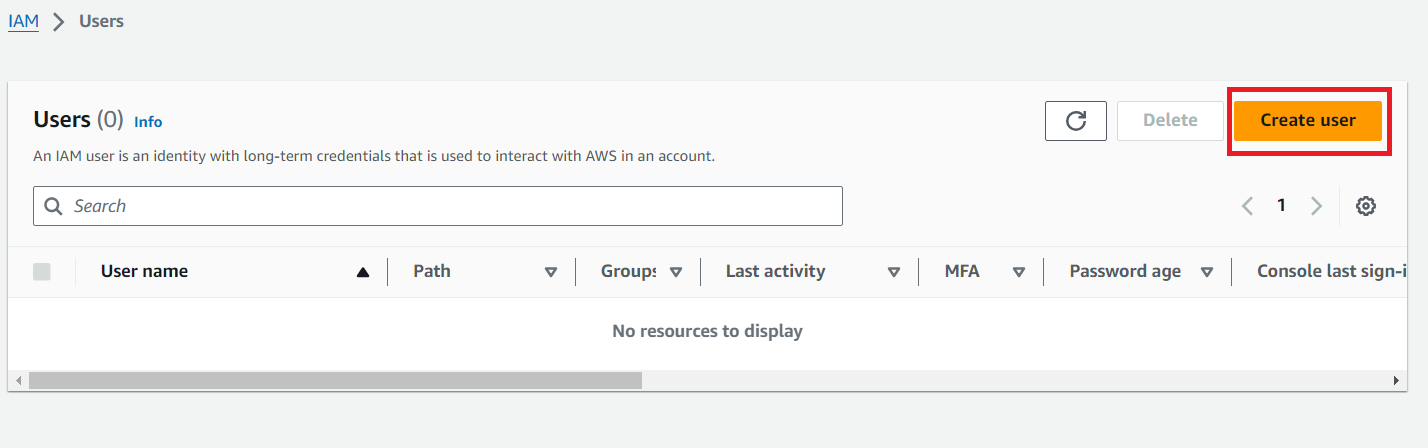 IAM > Users
Users (0) Info
Delete
Create user
An IAM user is an identity with long-term credentials that is used to interact with AWS in an account.
Search
1
User name Path Groups Last activity MFA Password age Console last sign-i
No resources to display